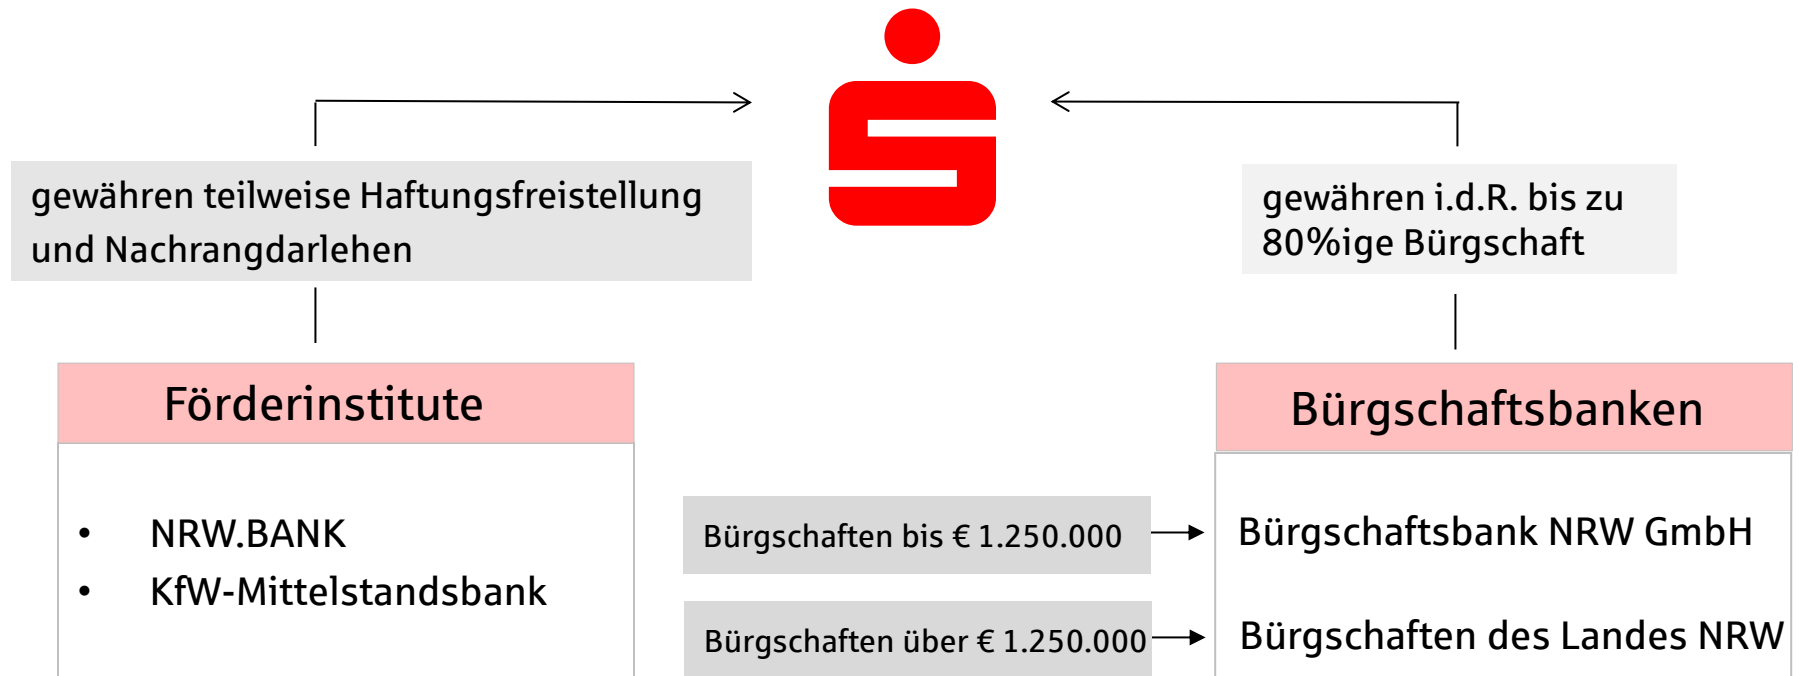 gewähren teilweise Haftungsfreistellung
und Nachrangdarlehen
gewähren i.d.R. bis zu
80%ige Bürgschaft
Förderinstitute
• NRW.BANK
• KfW-Mittelstandsbank
Bürgschaftsbanken
Bürgschaften bis € 1.250.000
Bürgschaftsbank NRW GmbH
Bürgschaften über € 1.250.000
Bürgschaften des Landes NRW